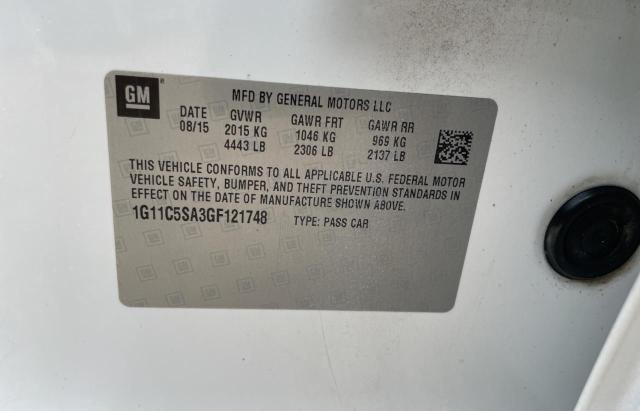 GM
MFD BY GENERAL MOTORS LLC
DATE GVWR GAWR FRT GAWR RR
08/15 2015 KG 1046 KG 969 KG
4443 LB 2306 LB 2137 LB
THIS VEHICLE CONFORMS TO ALL APPLICABLE U.S. FEDERAL MOTOR
VEHICLE SAFETY, BUMPER, AND THEFT PREVENTION STANDARDS IN
EFFECT ON THE DATE OF MANUFACTURE SHOWN ABOVE.
1G11C5SA3GF121748 TYPE: PASS CAR